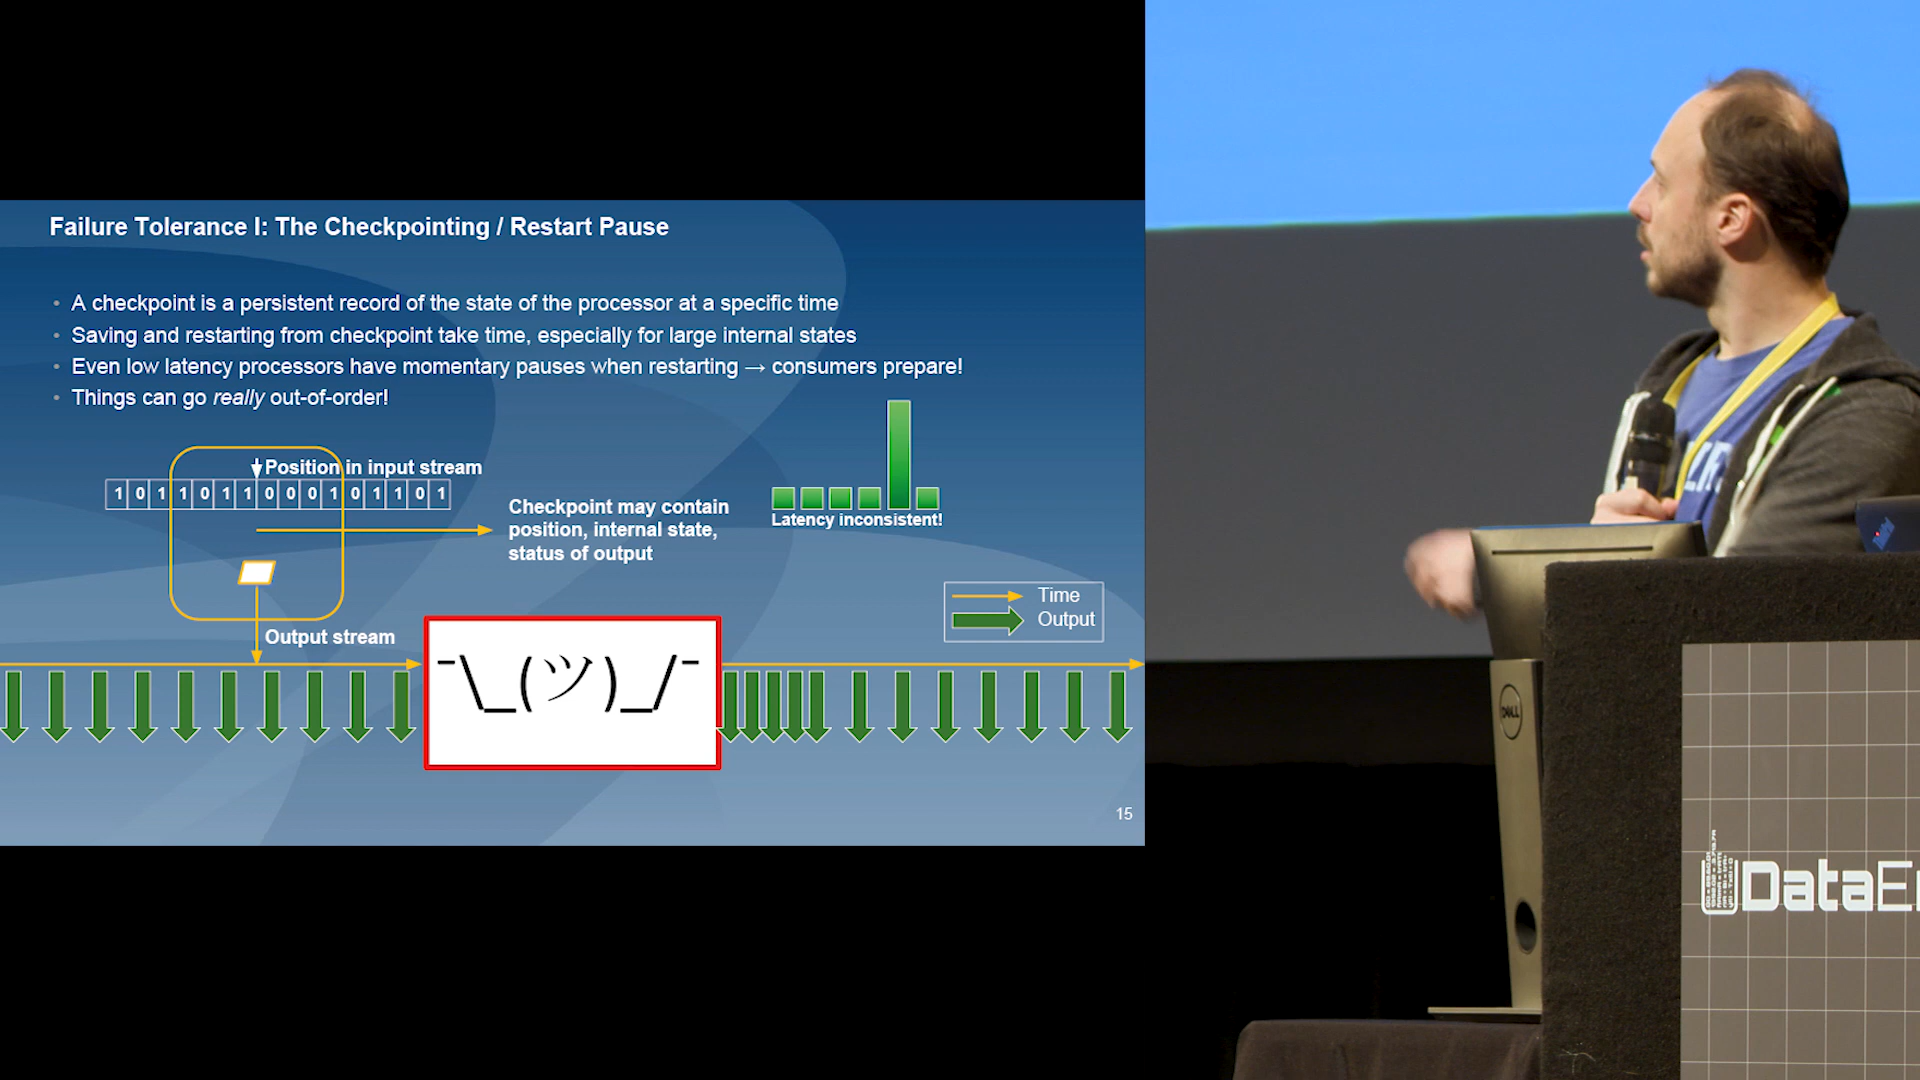 Failure Tolerance I: The Checkpointing / Restart Pause
• A checkpoint is a persistent record of the state of the processor at a specific time
• Saving and restarting from checkpoint take time, especially for large internal states
• Even low latency processors have momentary pauses when restarting → consumers prepare!
• Things can go really out-of-order!
Position in input stream
1 0 1 1 0 1 1 0 0 0 1 0 1 1 0 1
Checkpoint may contain
position, internal state,
status of output
Latency inconsistent!
Time
Output
Output stream
¯\_(ツ)_/¯
15
DELL
DataEn